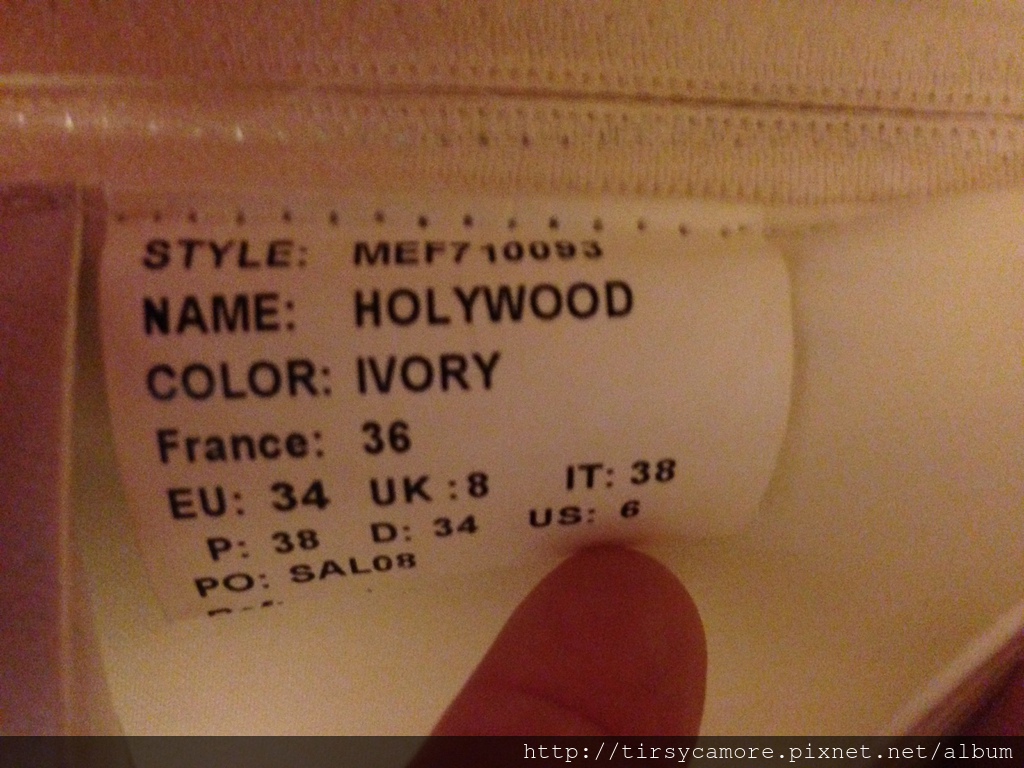 STYLE: MEF710093
NAME: HOLYWOOD
COLOR: IVORY
France: 36
EU: 34 UK :8 IT: 38
P: 38 D: 34 US: 6
PO: SAL08
http://tirsycamore.pixnet.net/album